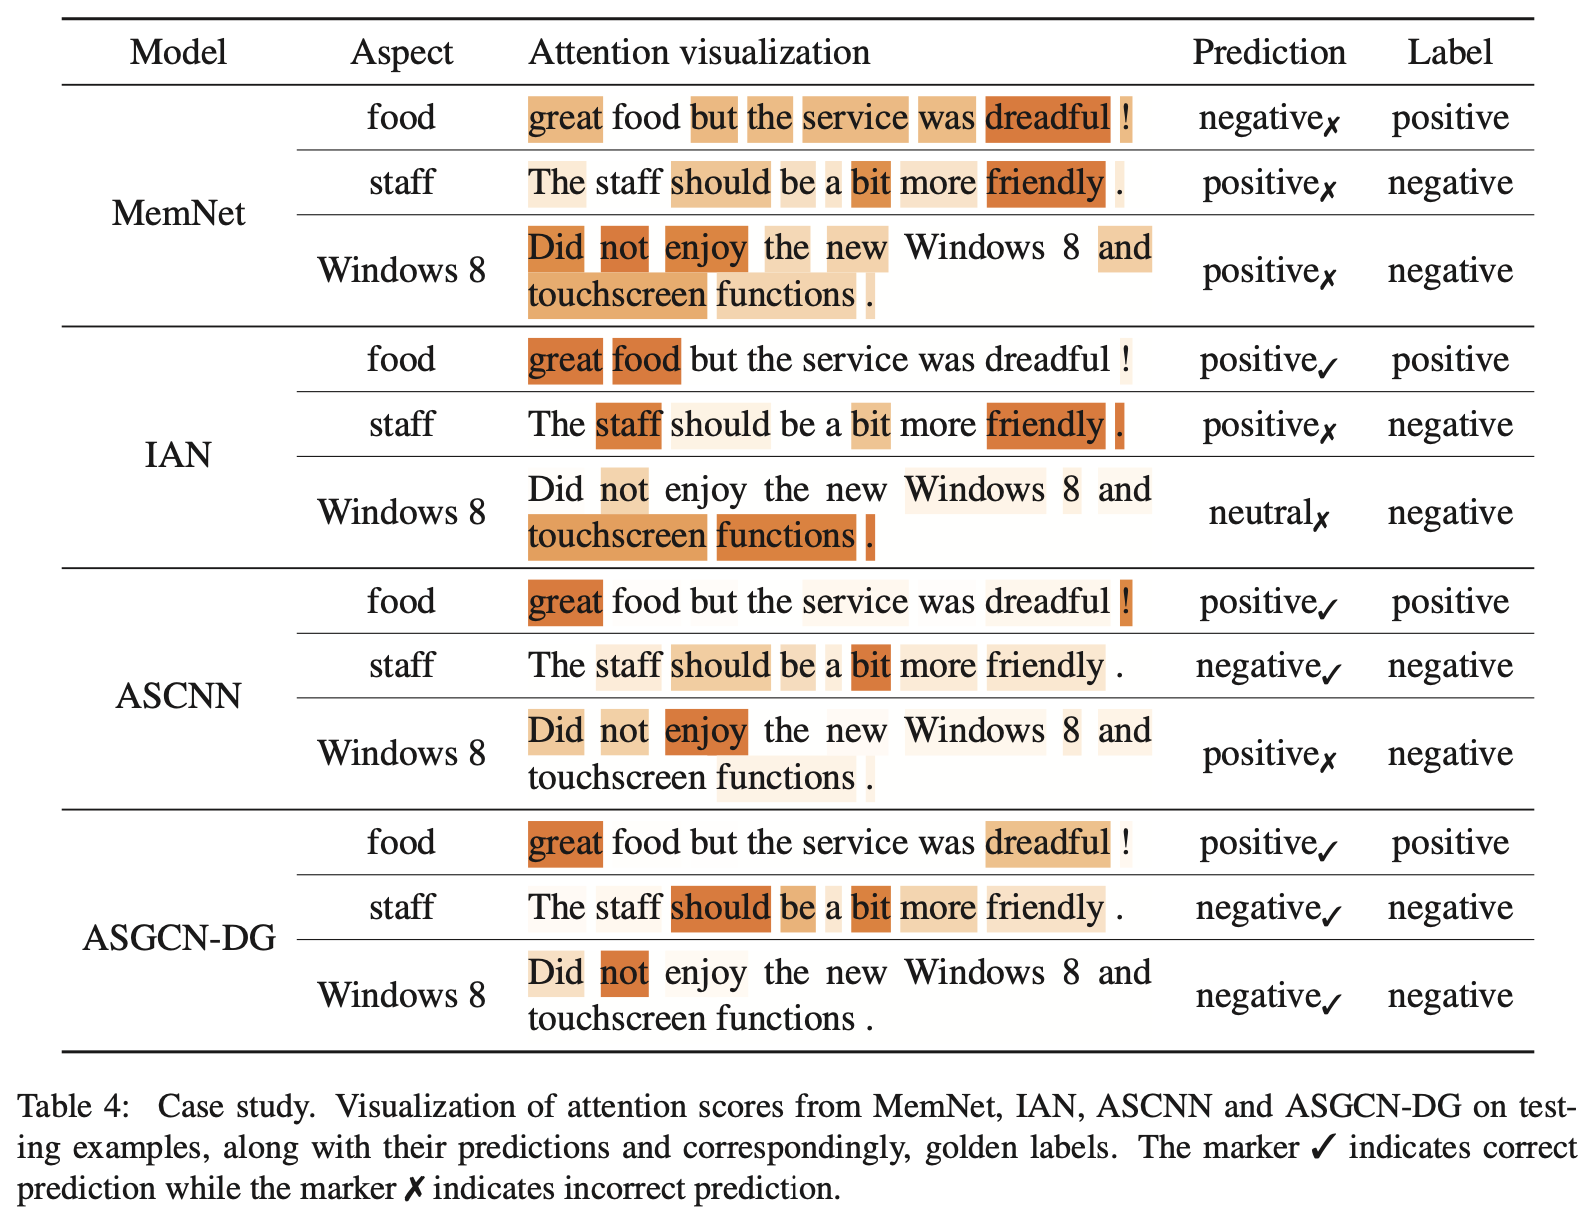 Model Aspect Attention visualization Prediction Label
food great food but the service was dreadful ! negative✗ positive
staff The staff should be a bit more friendly . positive✗ negative
MemNet
Windows 8 Did not enjoy the new Windows 8 and
touchscreen functions . positive✗ negative
food great food but the service was dreadful ! positive✓ positive
staff The staff should be a bit more friendly . positive✗ negative
IAN
Windows 8 Did not enjoy the new Windows 8 and
touchscreen functions . neutral✗ negative
food great food but the service was dreadful ! positive✓ positive
staff The staff should be a bit more friendly . negative✓ negative
ASCNN
Windows 8 Did not enjoy the new Windows 8 and
touchscreen functions . positive✗ negative
food great food but the service was dreadful ! positive✓ positive
staff The staff should be a bit more friendly . negative✓ negative
ASGCN-DG
Windows 8 Did not enjoy the new Windows 8 and
touchscreen functions . negative✓ negative
Table 4: Case study. Visualization of attention scores from MemNet, IAN, ASCNN and ASGCN-DG on test-
ing examples, along with their predictions and correspondingly, golden labels. The marker ✓ indicates correct
prediction while the marker ✗ indicates incorrect prediction.